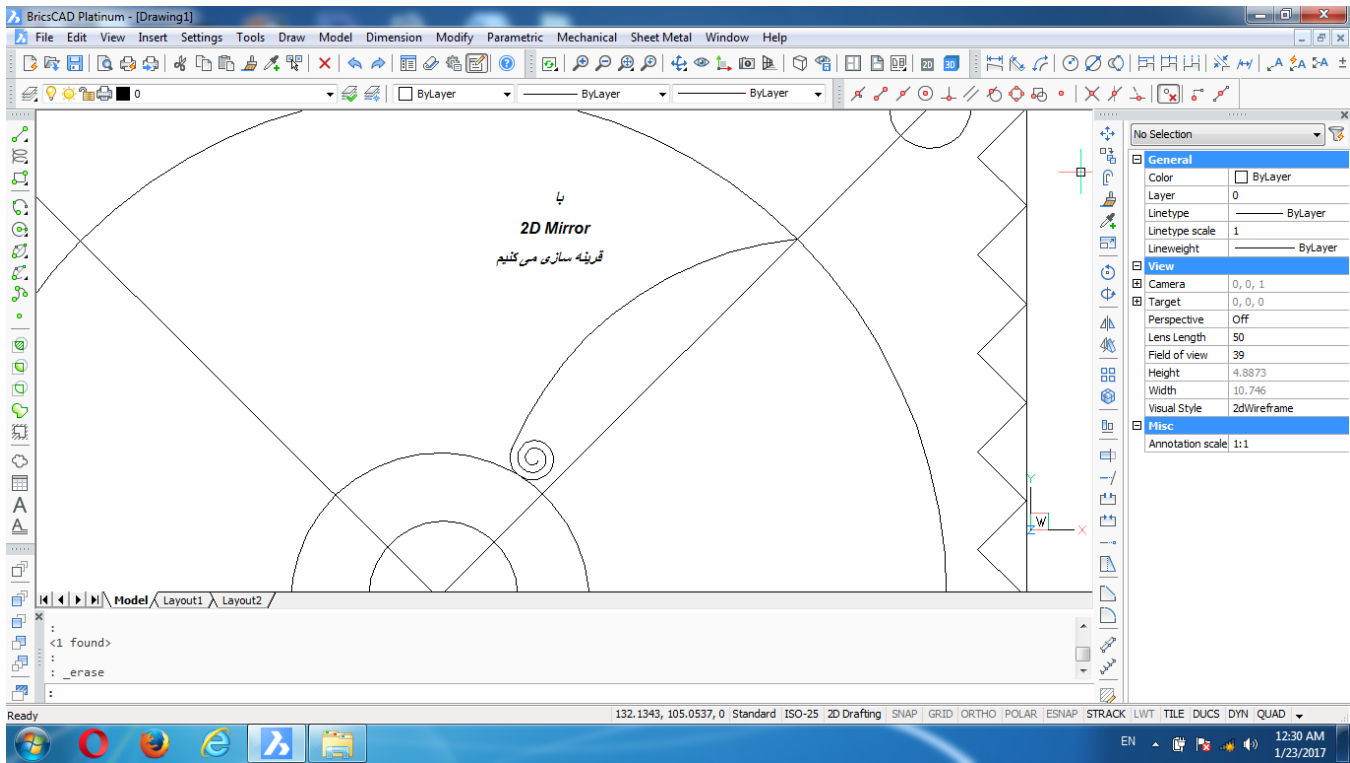 BricsCAD Platinum - [Drawing1]
File Edit View Insert Settings Tools Draw Model Dimension Modify Parametric Mechanical Sheet Metal Window Help
0 ByLayer ByLayer ByLayer
No Selection
General
Color ByLayer
Layer 0
Linetype ByLayer
Linetype scale 1
Lineweight ByLayer
View
Camera 0, 0, 1
Target 0, 0, 0
Perspective Off
Lens Length 50
Field of view 39
Height 4.8873
Width 10.746
Visual Style 2dWireframe
Misc
Annotation scale 1:1
با
2D Mirror
قرینه سازی می کنیم
Y
W
Z X
Model Layout1 Layout2
:
<1 found>
:
: _erase
:
Ready 132.1343, 105.0537, 0 Standard ISO-25 2D Drafting SNAP GRID ORTHO POLAR ESNAP STRACK LWT TILE DUCS DYN QUAD
EN 12:30 AM
1/23/2017